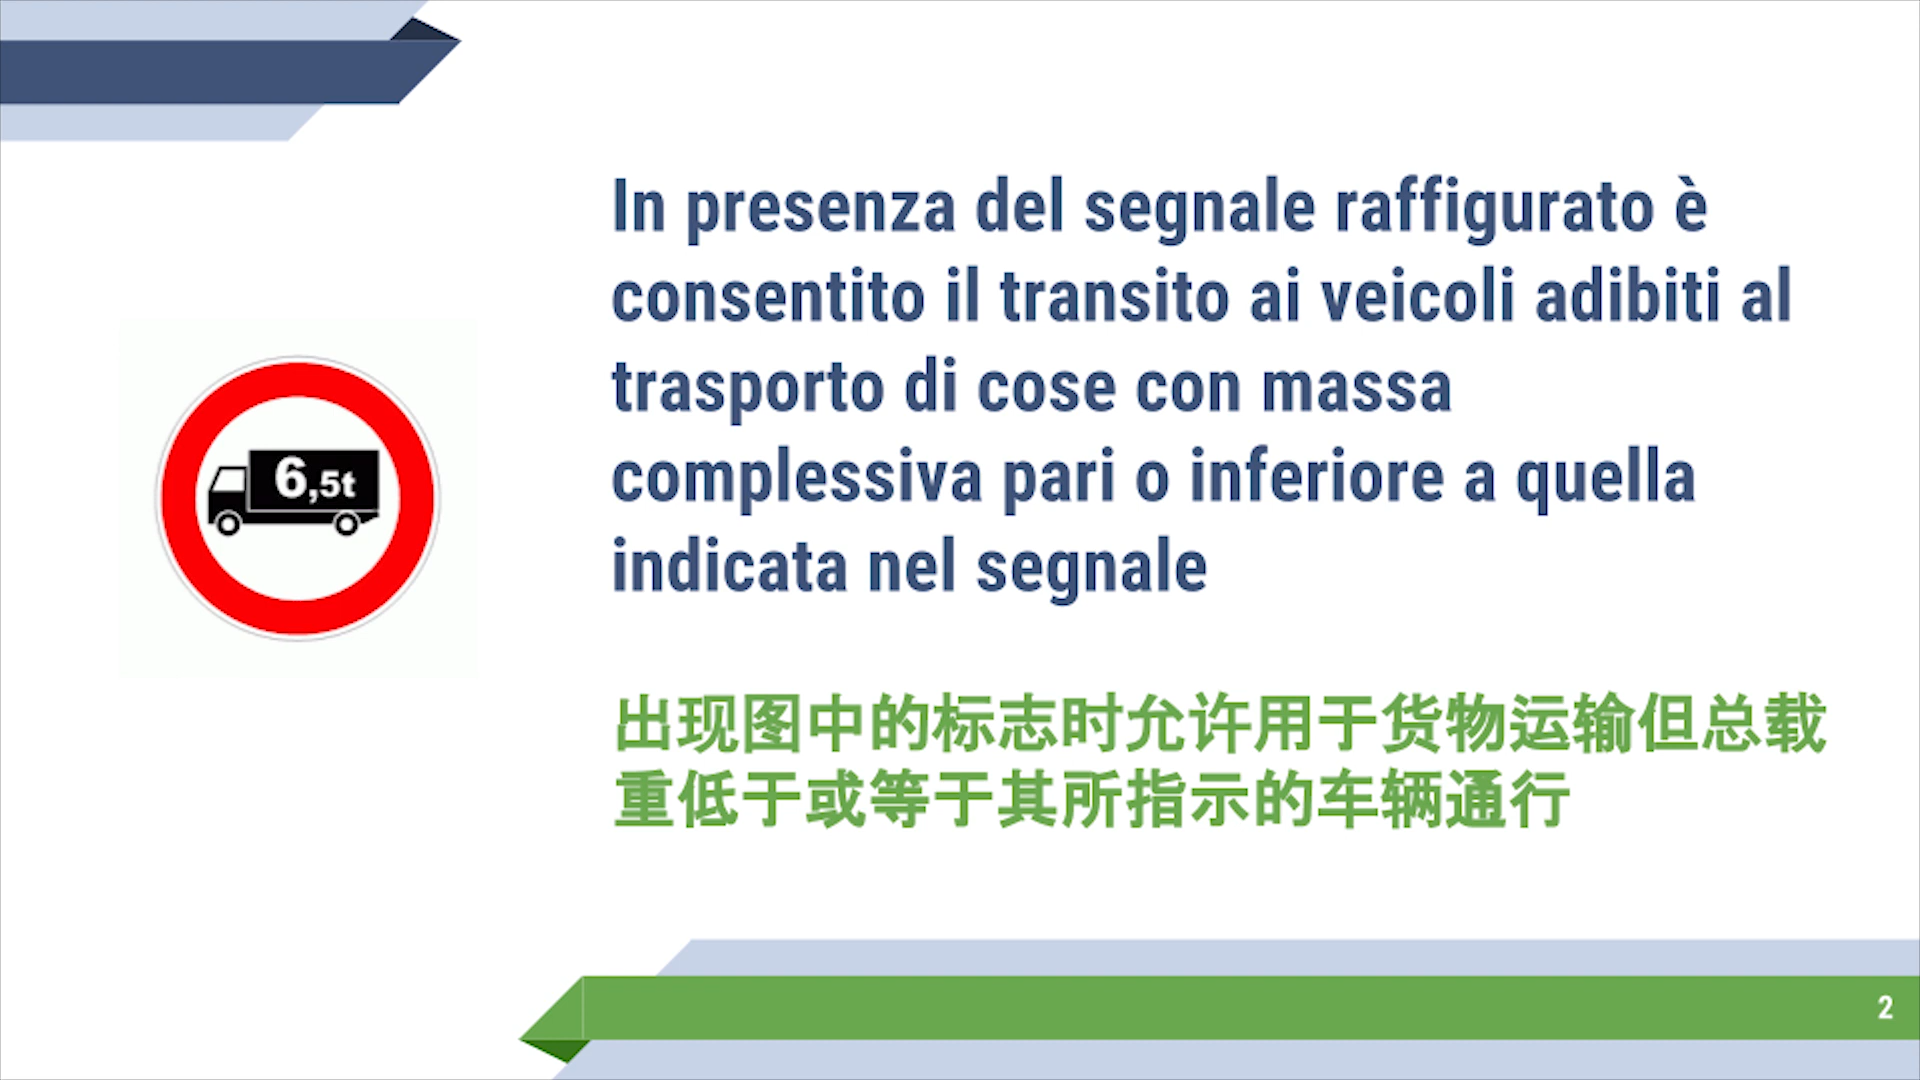 6,5t
In presenza del segnale raffigurato è
consentito il transito ai veicoli adibiti al
trasporto di cose con massa
complessiva pari o inferiore a quella
indicata nel segnale
出现图中的标志时允许用于货物运输但总载
重低于或等于其所指示的车辆通行
2